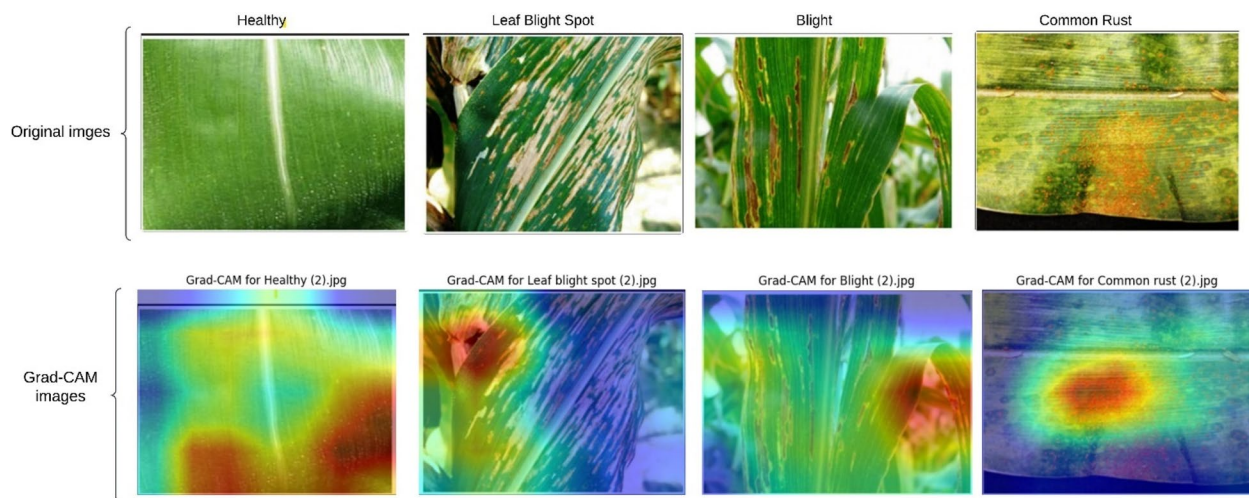 Healthy
Leaf Blight Spot
Blight
Common Rust
Original imges
Grad-CAM for Healthy (2).jpg
Grad-CAM for Leaf blight spot (2).jpg
Grad-CAM for Blight (2).jpg
Grad-CAM for Common rust (2).jpg
Grad-CAM
images